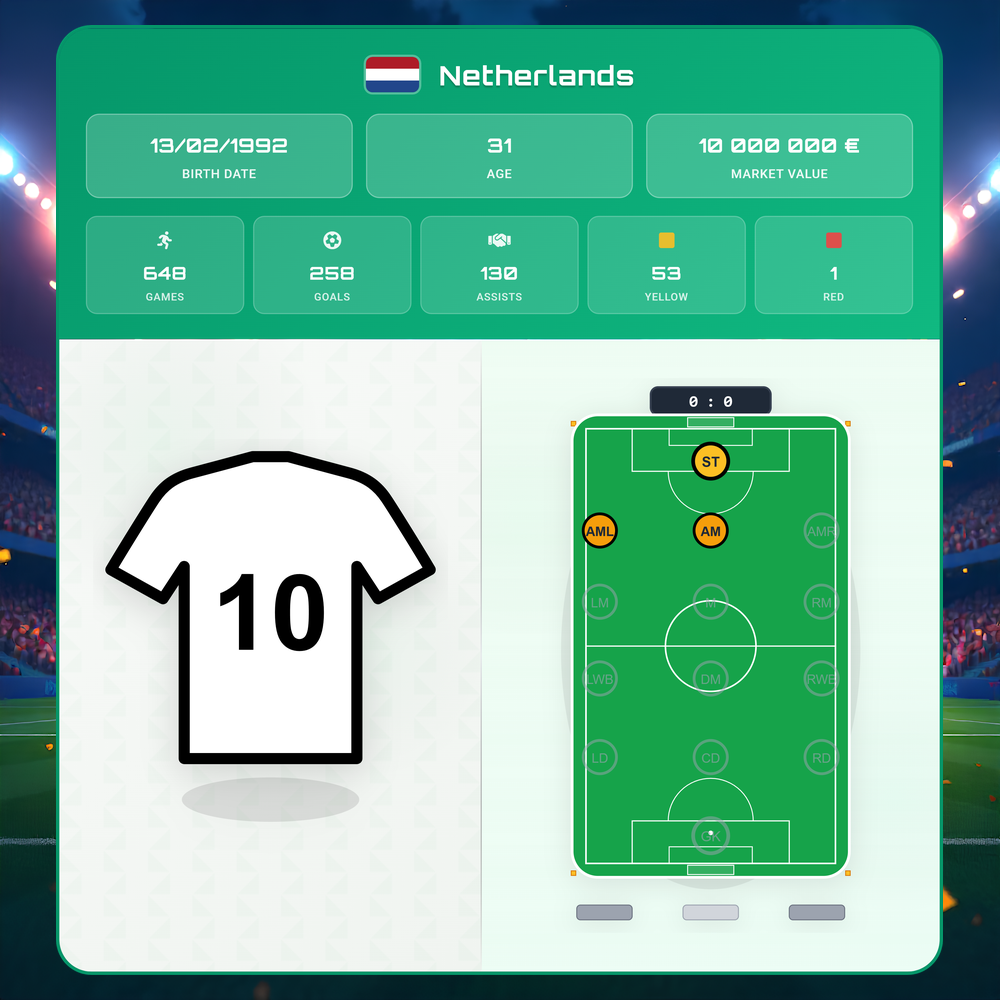 Netherlands
13/02/1992
BIRTH DATE
31
AGE
10 000 000 €
MARKET VALUE
648
GAMES
258
GOALS
130
ASSISTS
53
YELLOW
1
RED
10
0 : 0
ST
AML
AM
AMR
LM
M
RM
LWB
DM
RWB
LD
CD
RD
GK